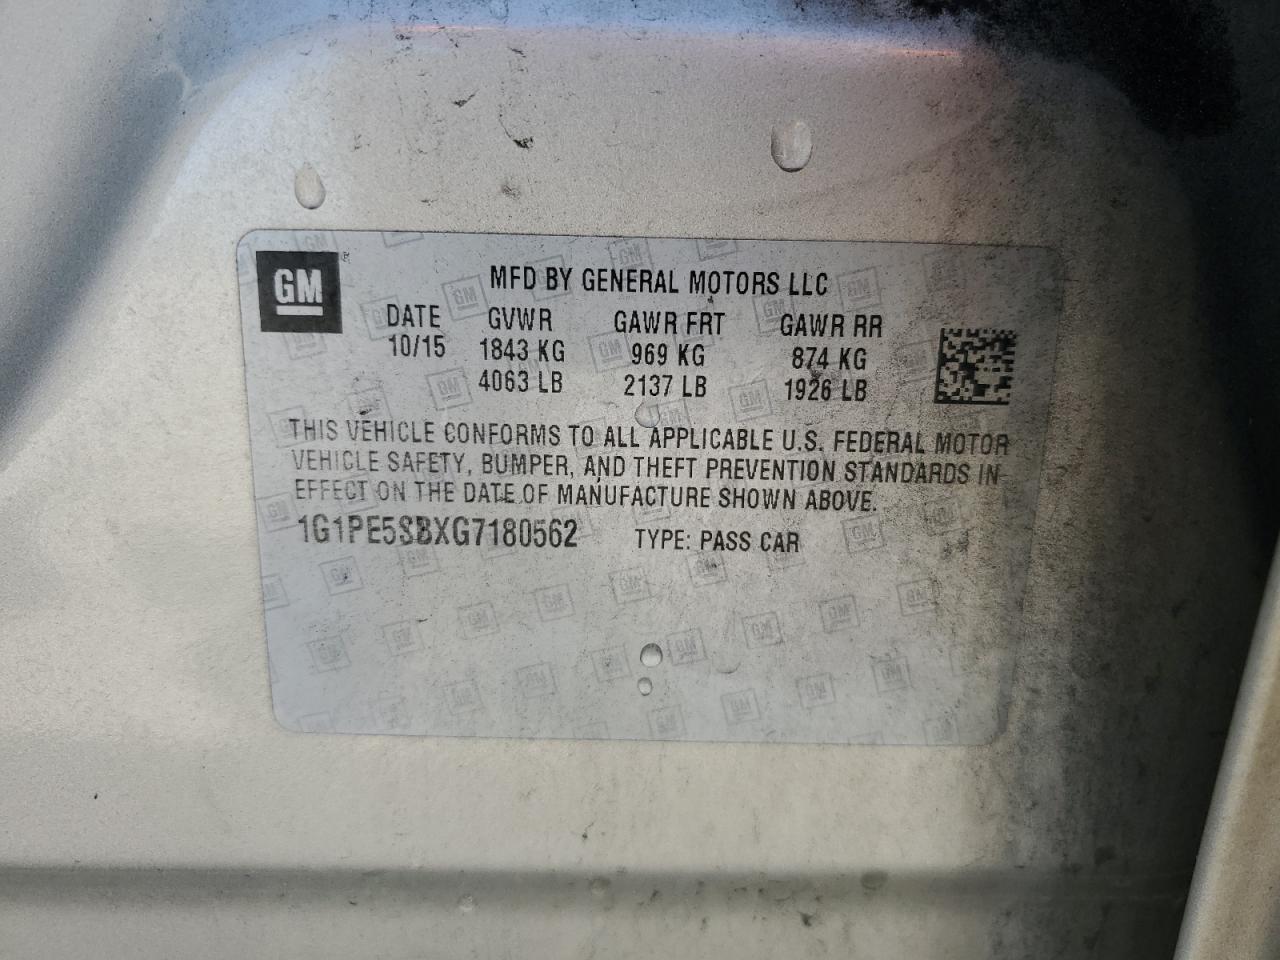 GM
MFD BY GENERAL MOTORS LLC
DATE GVWR GAWR FRT GAWR RR
10/15 1843 KG 969 KG 874 KG
4063 LB 2137 LB 1926 LB
THIS VEHICLE CONFORMS TO ALL APPLICABLE U.S. FEDERAL MOTOR
VEHICLE SAFETY, BUMPER, AND THEFT PREVENTION STANDARDS IN
EFFECT ON THE DATE OF MANUFACTURE SHOWN ABOVE.
1G1PE5SBXG7180562 TYPE: PASS CAR